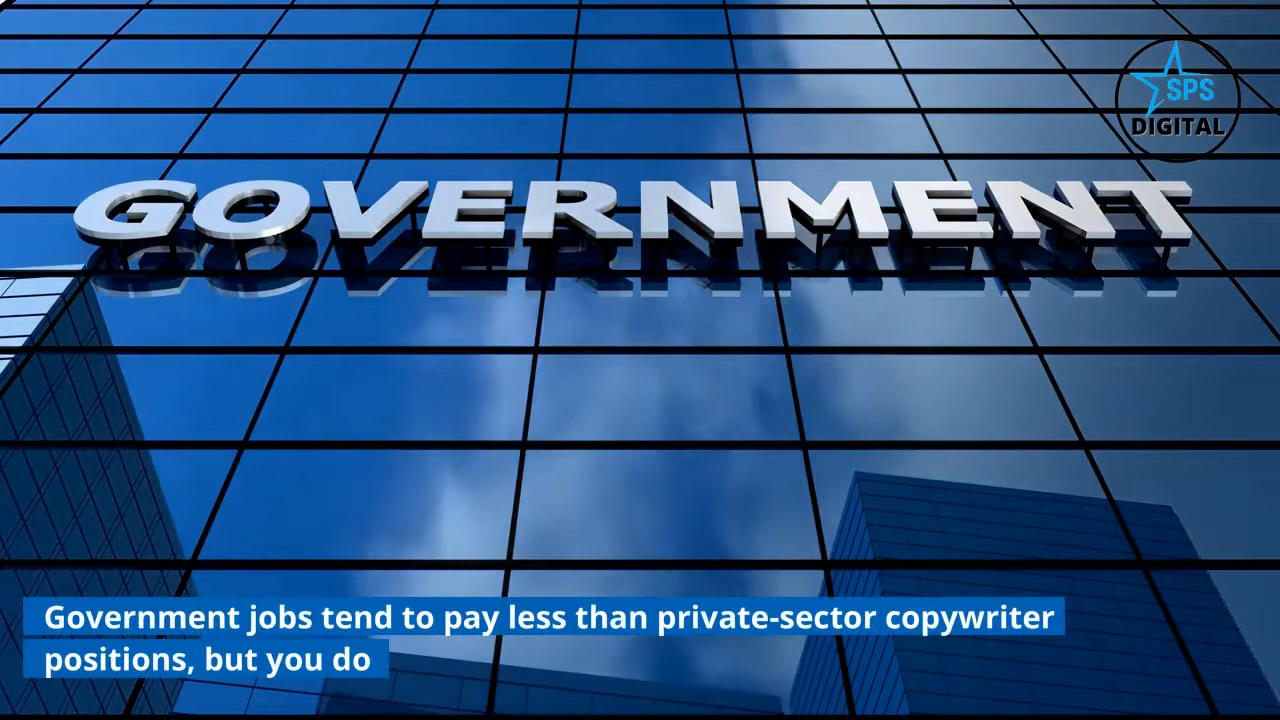 SPS
DIGITAL
GOVERNMENT
Government jobs tend to pay less than private-sector copywriter
positions, but you do